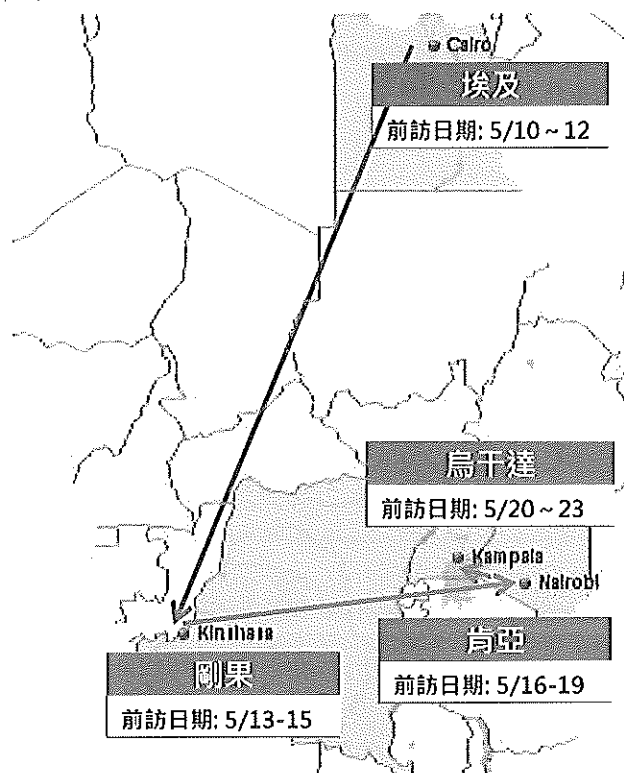 Cairo
埃及
前訪日期: 5/10～12
烏干達
前訪日期: 5/20～23
Kampala
Nairobi
Kinshasa
肯亞
前訪日期: 5/16-19
剛果
前訪日期: 5/13-15